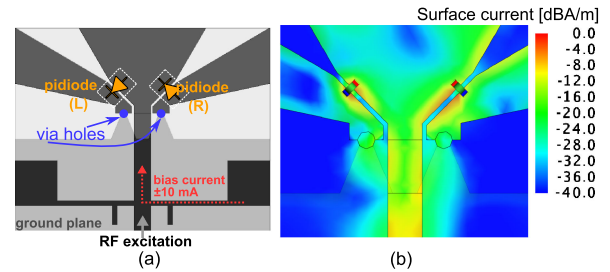 pidiode
(L)
pidiode
(R)
via holes
bias current
±10 mA
ground plane
RF excitation
(a)
Surface current [dBA/m]
0.0
-4.0
-8.0
-12.0
-16.0
-20.0
-24.0
-28.0
-32.0
-36.0
-40.0
(b)